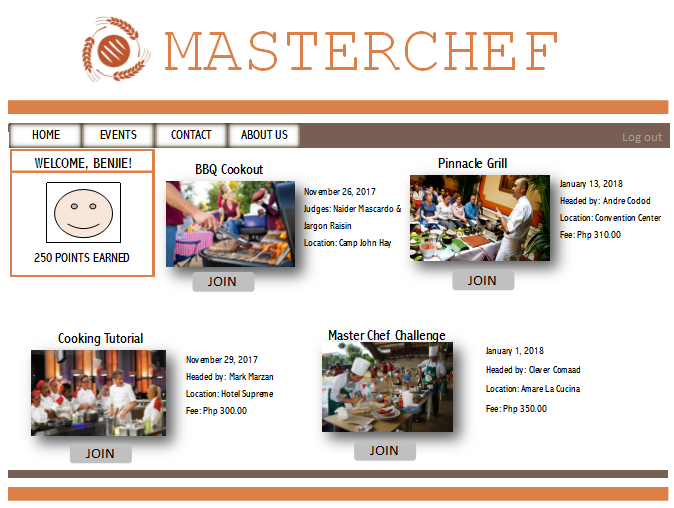 MASTERCHEF
HOME
EVENTS
CONTACT
ABOUT US
Log out
WELCOME, BENJIE!
250 POINTS EARNED
BBQ Cookout
November 26, 2017
Judges: Naider Mascardo &
Jargon Raisin
Location: Camp John Hay
JOIN
Pinnacle Grill
January 13, 2018
Headed by: Andre Codod
Location: Convention Center
Fee: Php 310.00
JOIN
Cooking Tutorial
November 29, 2017
Headed by: Mark Marzan
Location: Hotel Supreme
Fee: Php 300.00
JOIN
Master Chef Challenge
January 1, 2018
Headed by: Clever Comaad
Location: Amare La Cucina
Fee: Php 350.00
JOIN